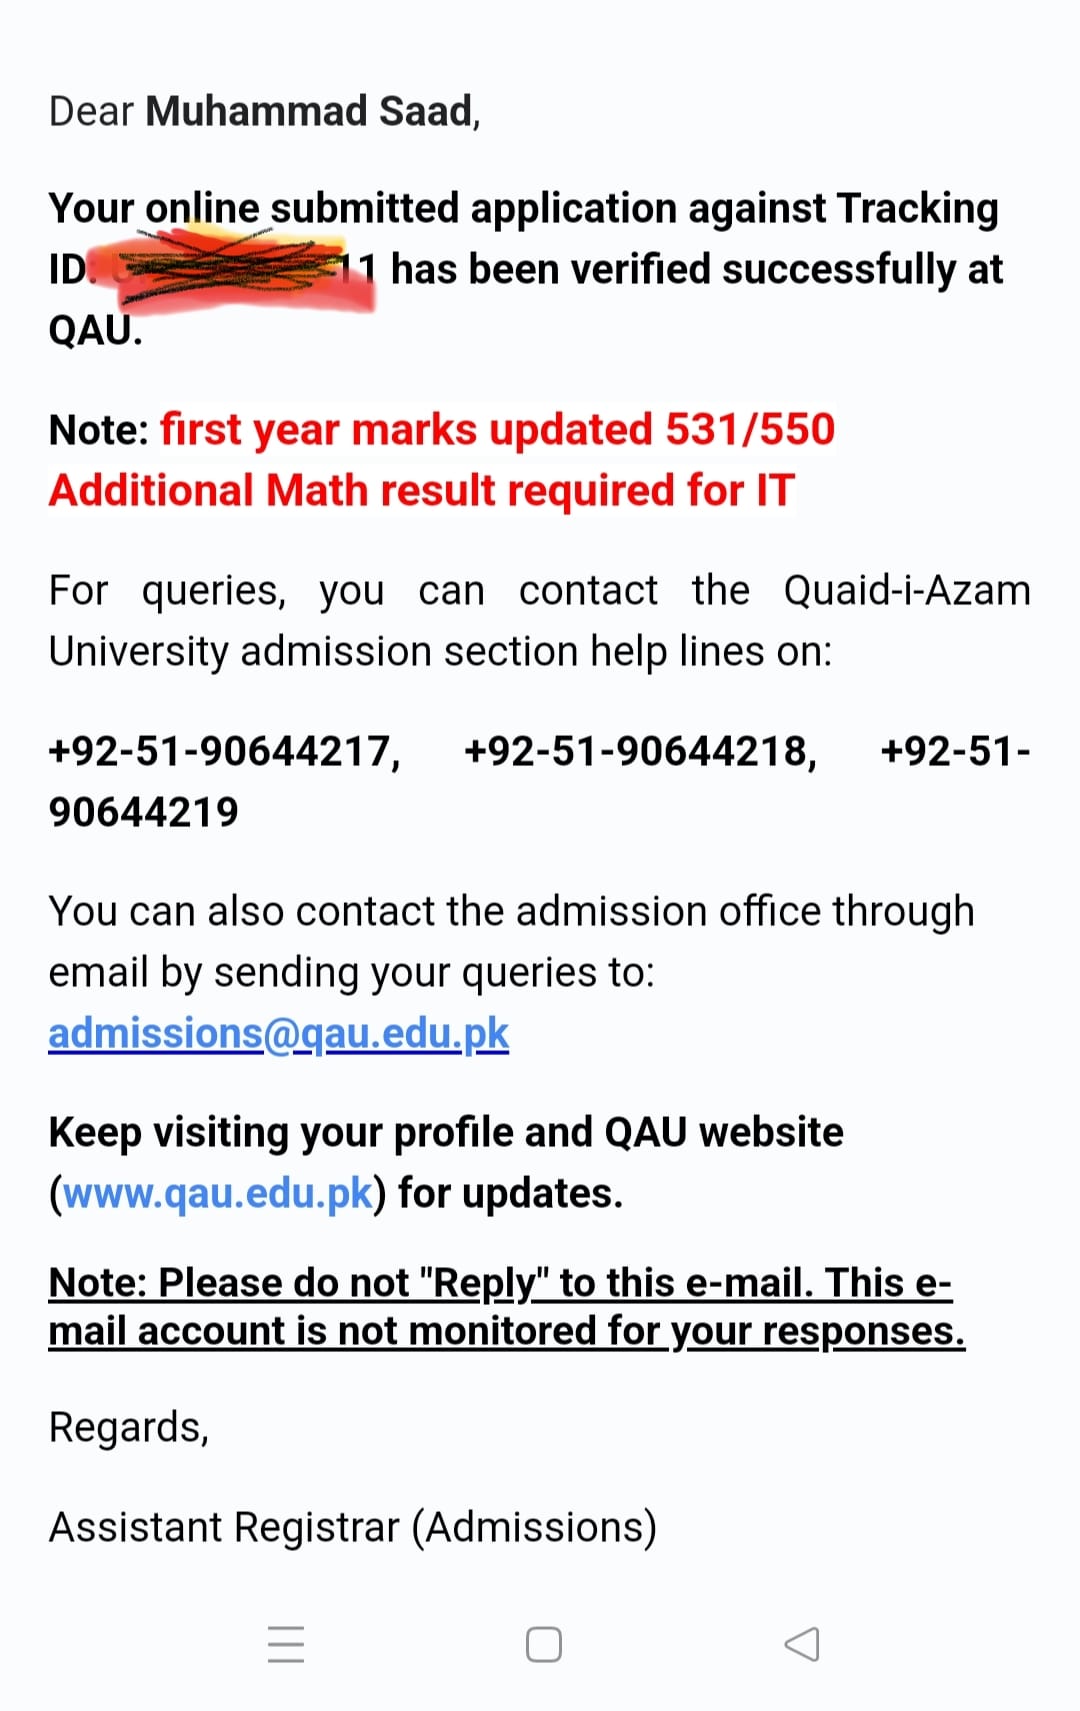 Dear Muhammad Saad,
Your online submitted application against Tracking
ID: 11 has been verified successfully at
QAU.
Note: first year marks updated 531/550
Additional Math result required for IT
For queries, you can contact the Quaid-i-Azam
University admission section help lines on:
+92-51-90644217, +92-51-90644218, +92-51-
90644219
You can also contact the admission office through
email by sending your queries to:
admissions@qau.edu.pk
Keep visiting your profile and QAU website
(www.qau.edu.pk) for updates.
Note: Please do not "Reply" to this e-
mail account is not monitored for your responses.
Regards,
Assistant Registrar (Admissions)